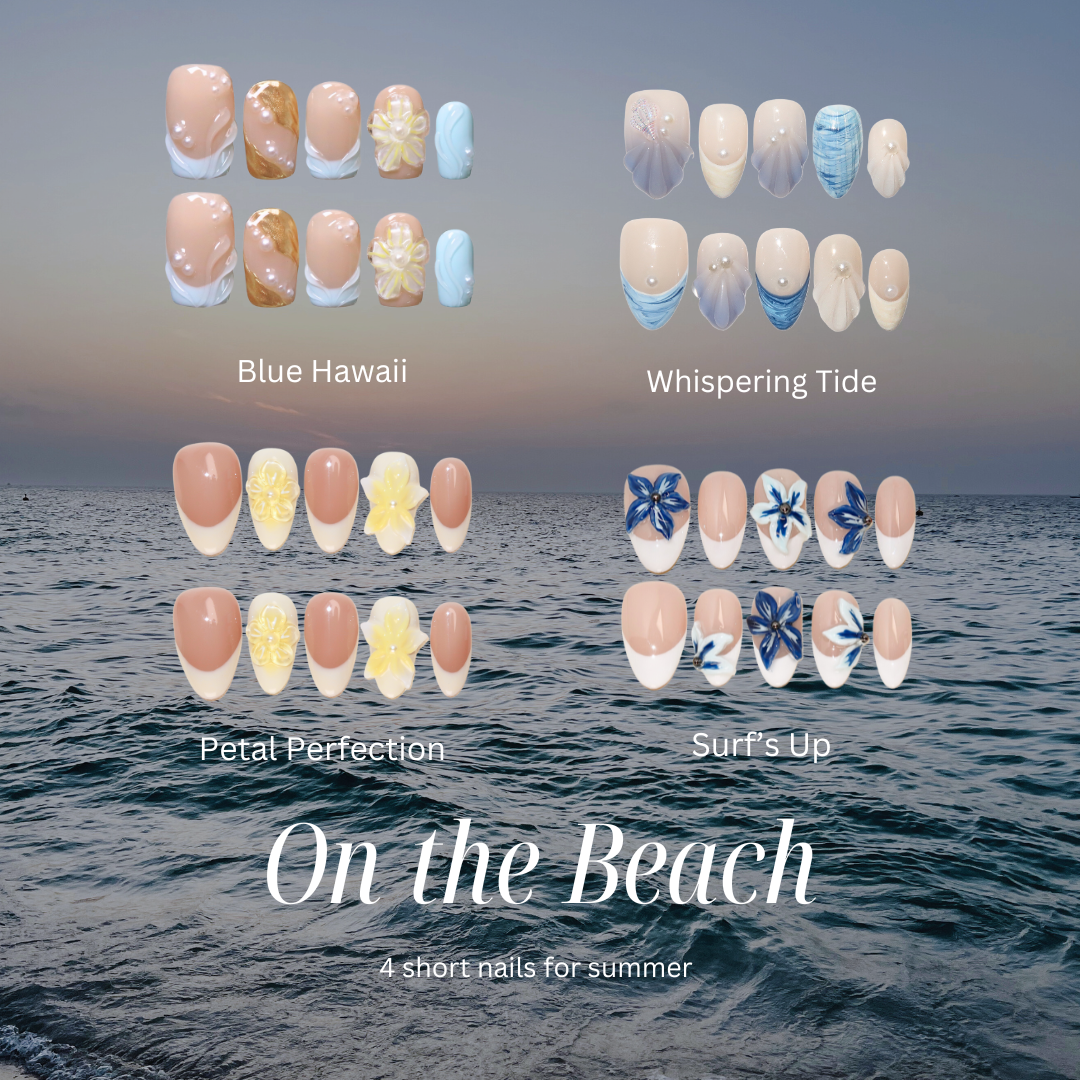 Blue Hawaii
Whispering Tide
Petal Perfection
Surf’s Up
On the Beach
4 short nails for summer